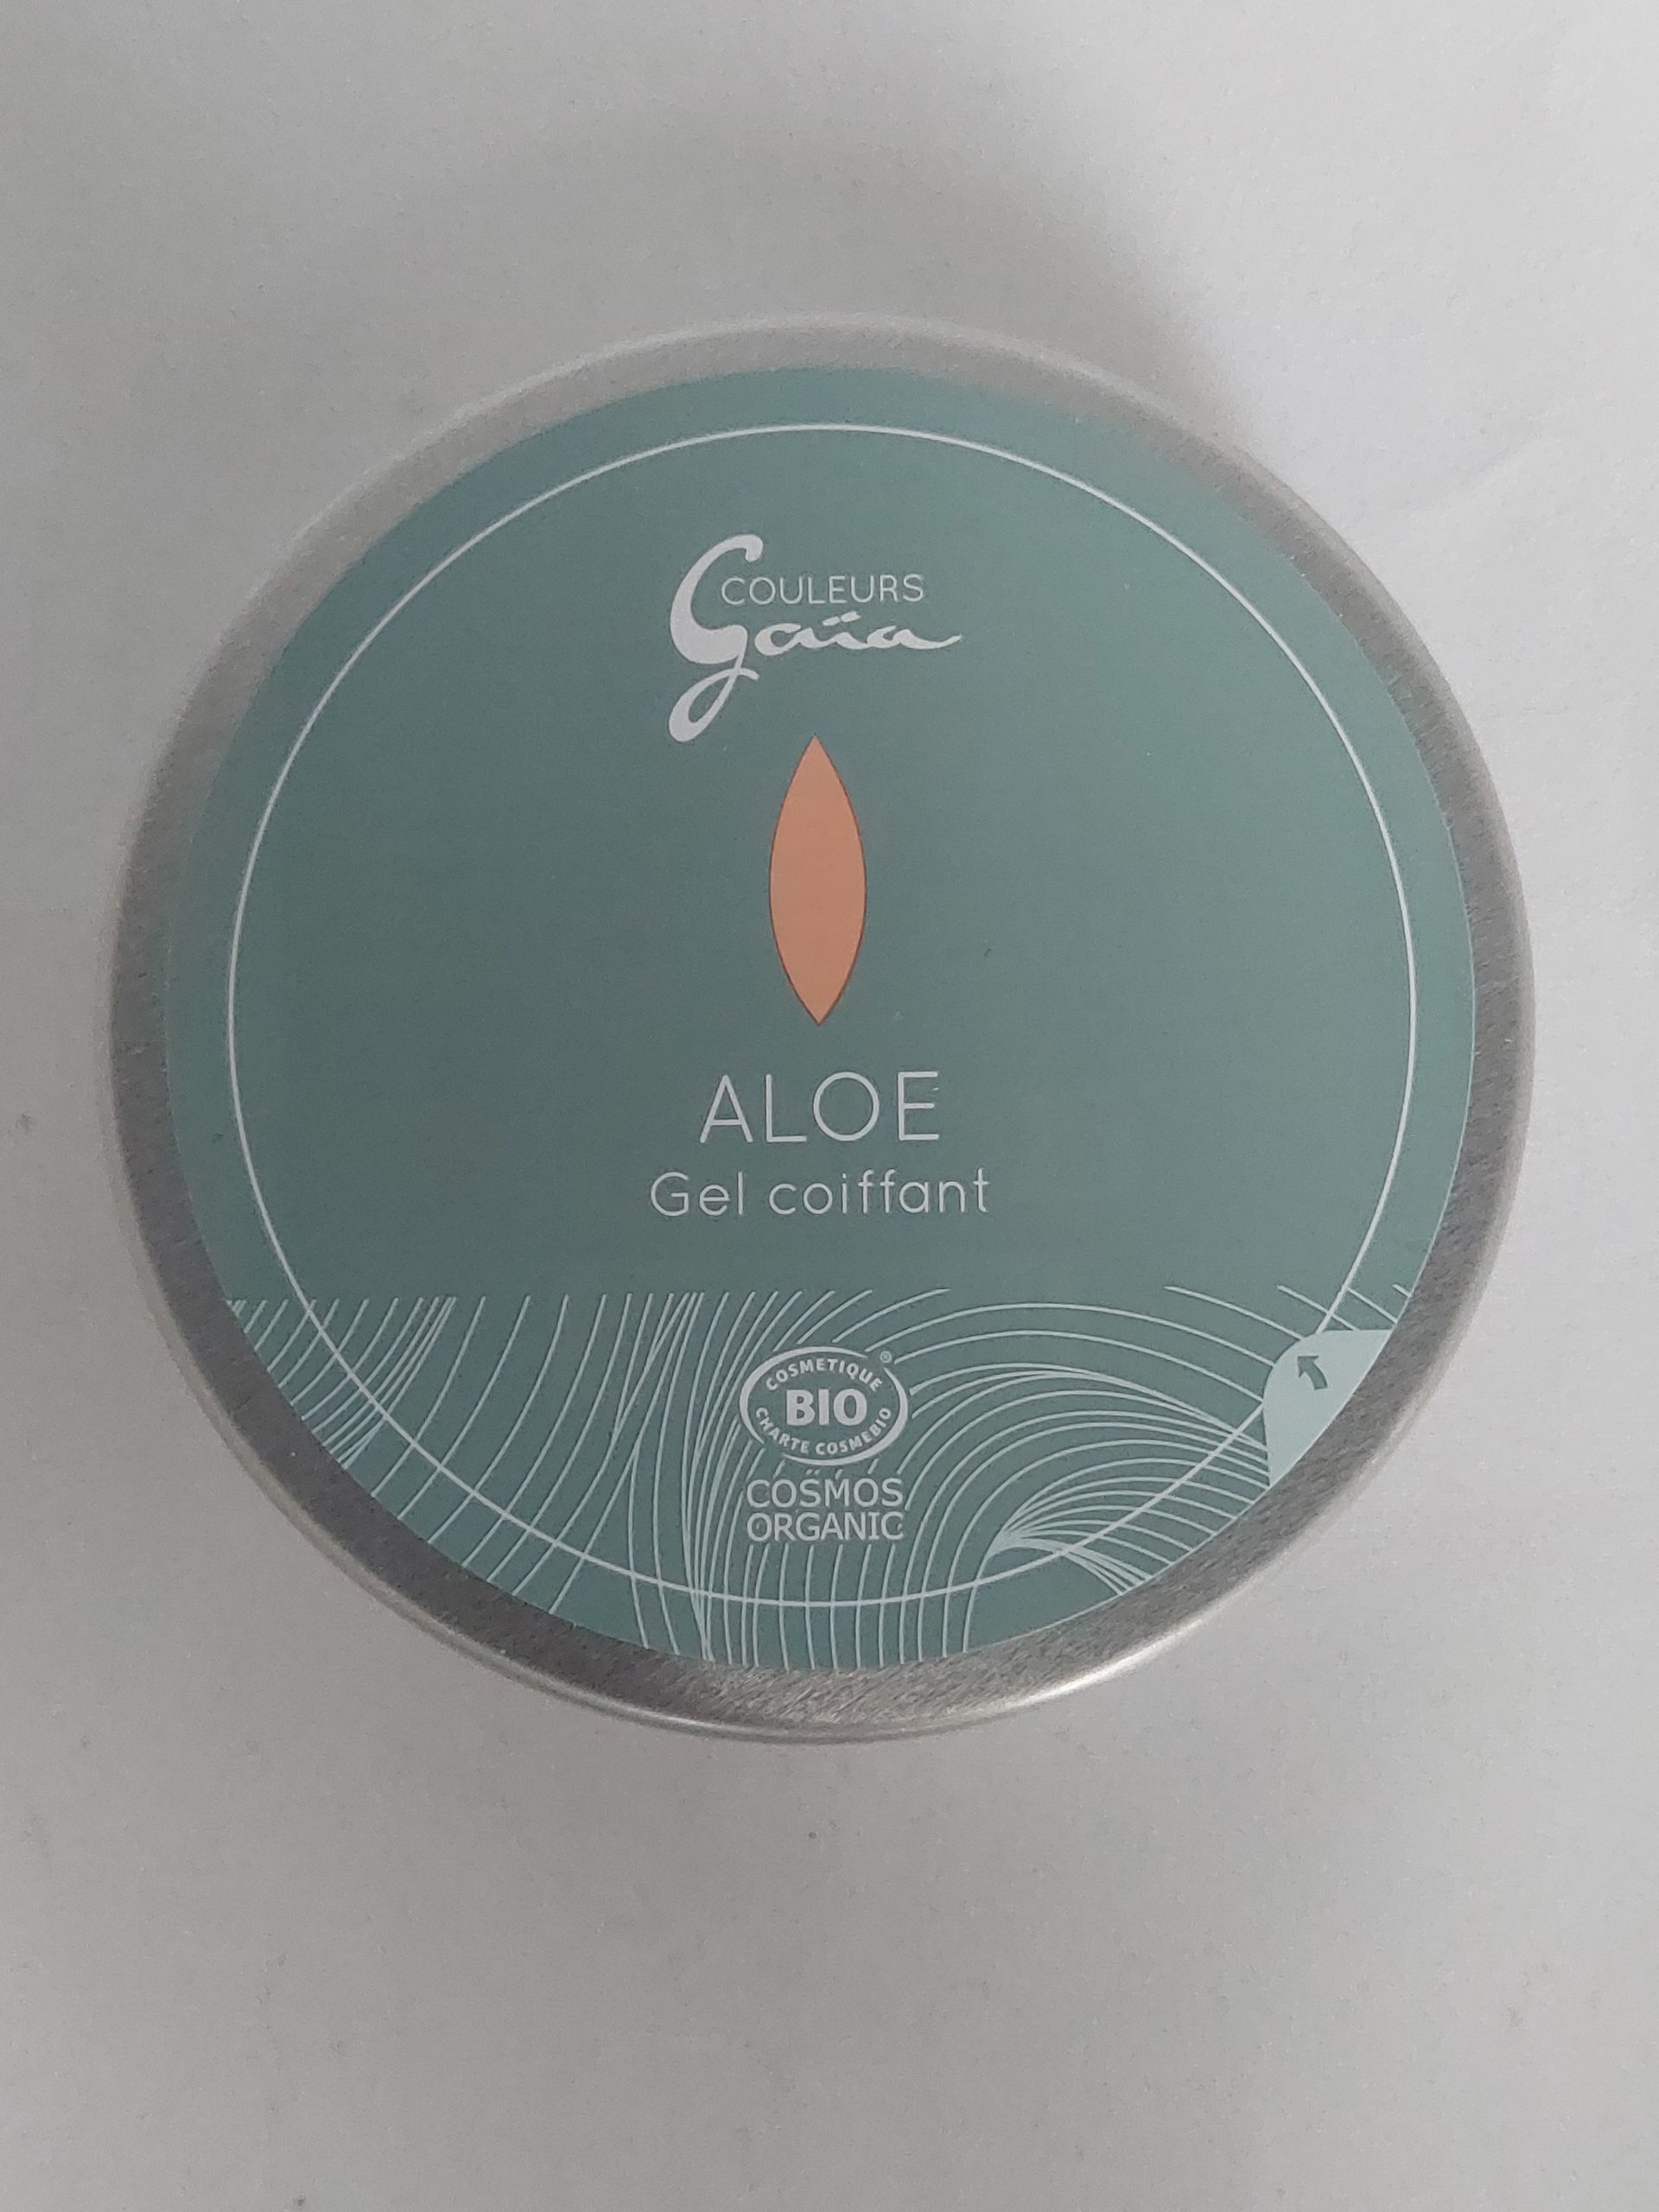 COULEURS
Gaïa
ALOE
Gel coiffant
COSMETIQUE
®
BIO
CHARTE COSMEBIO
COSMOS
ORGANIC